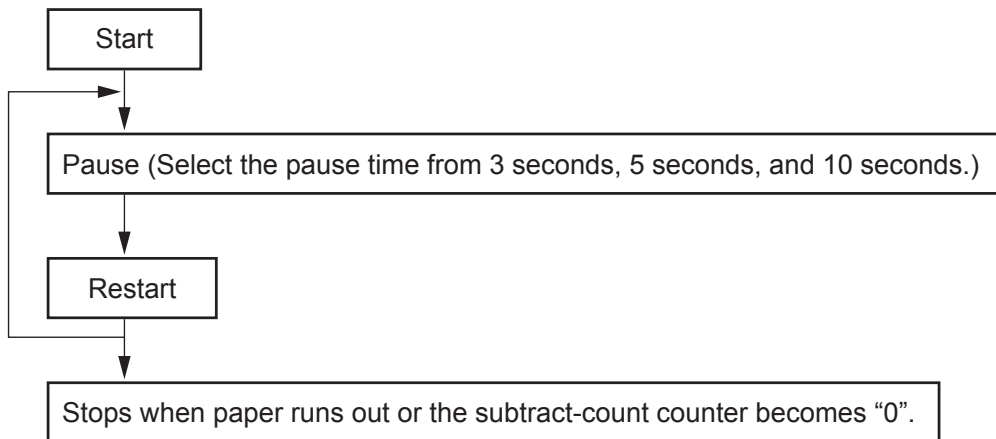 Start
Pause (Select the pause time from 3 seconds, 5 seconds, and 10 seconds.)
Restart
Stops when paper runs out or the subtract-count counter becomes “0”.